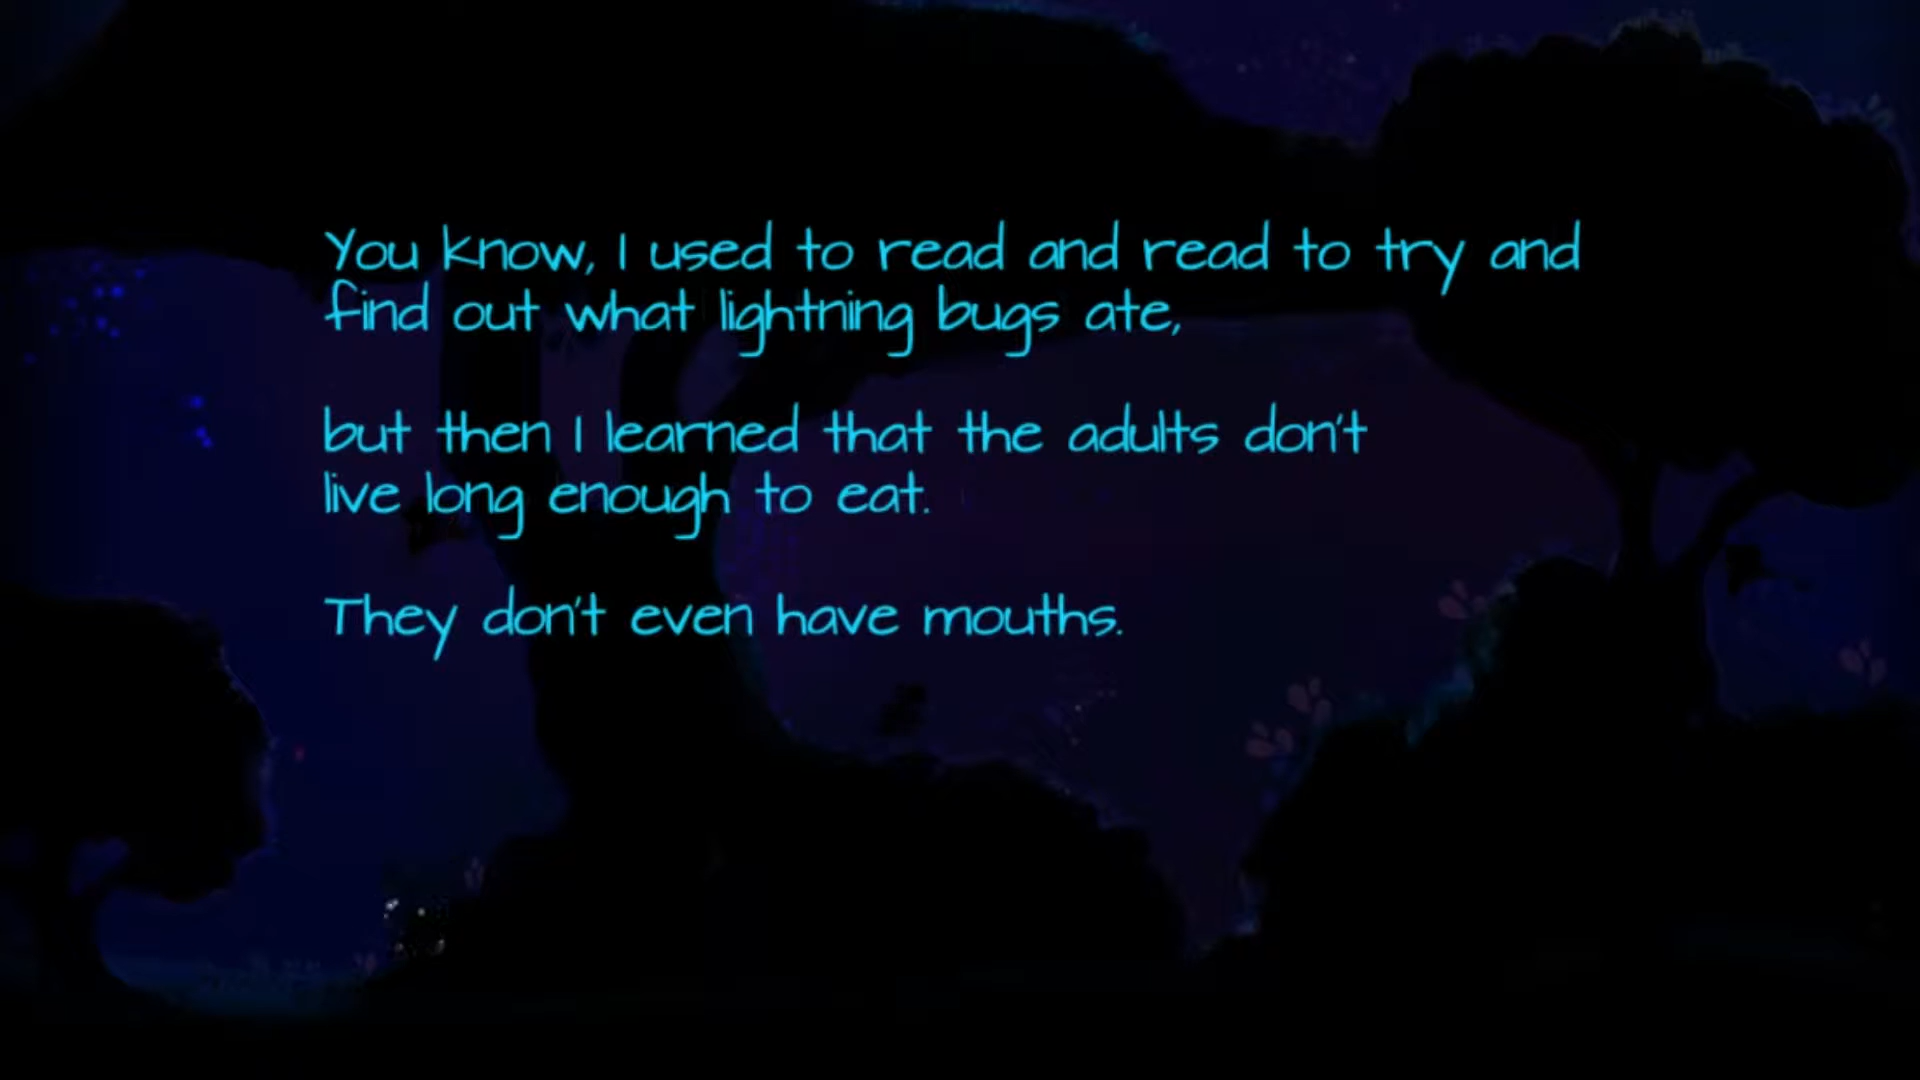 You know, I used to read and read to try and
find out what lightning bugs ate,
but then I learned that the adults don't
live long enough to eat.
They don't even have mouths.